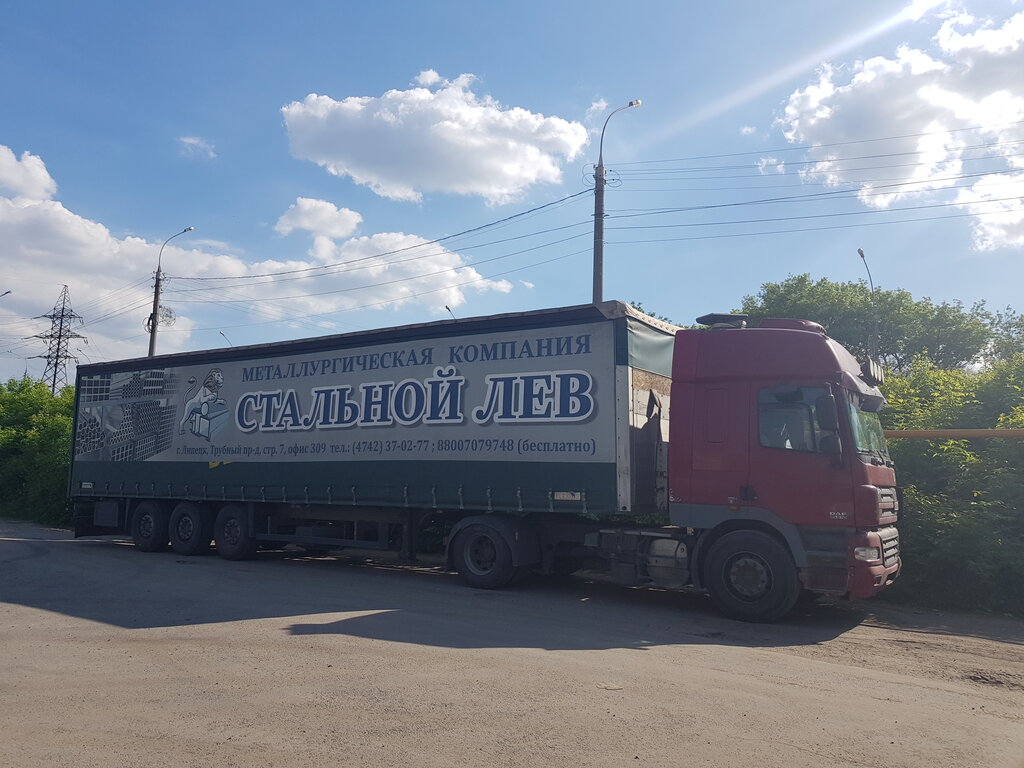 МЕТАЛЛУРГИЧЕСКАЯ КОМПАНИЯ
СТАЛЬНОЙ ЛЕВ
г. Липецк, Трубный пр-д, стр. 7, офис 309 тел.: (4742) 37-02-77 ; 88007079748 (бесплатно)
DAF